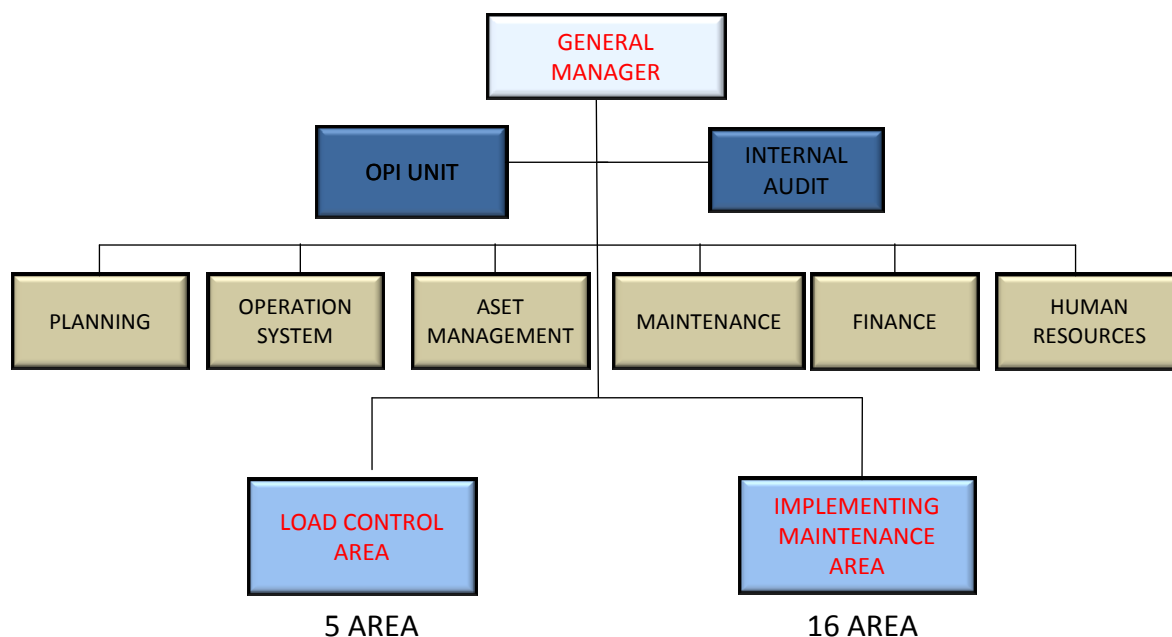 GENERAL
MANAGER
OPI UNIT
INTERNAL
AUDIT
PLANNING
OPERATION
SYSTEM
ASET
MANAGEMENT
MAINTENANCE
FINANCE
HUMAN
RESOURCES
LOAD CONTROL
AREA
IMPLEMENTING
MAINTENANCE
AREA
5 AREA
16 AREA